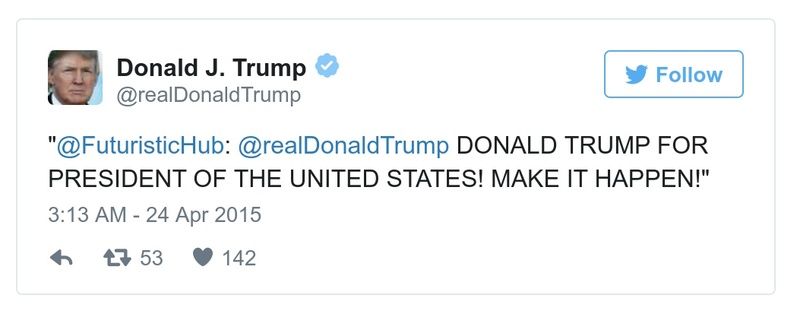 Donald J. Trump
Follow
@realDonaldTrump
"@FuturisticHub: @realDonaldTrump DONALD TRUMP FOR
PRESIDENT OF THE UNITED STATES! MAKE IT HAPPEN!"
3:13 AM - 24 Apr 2015
53 142